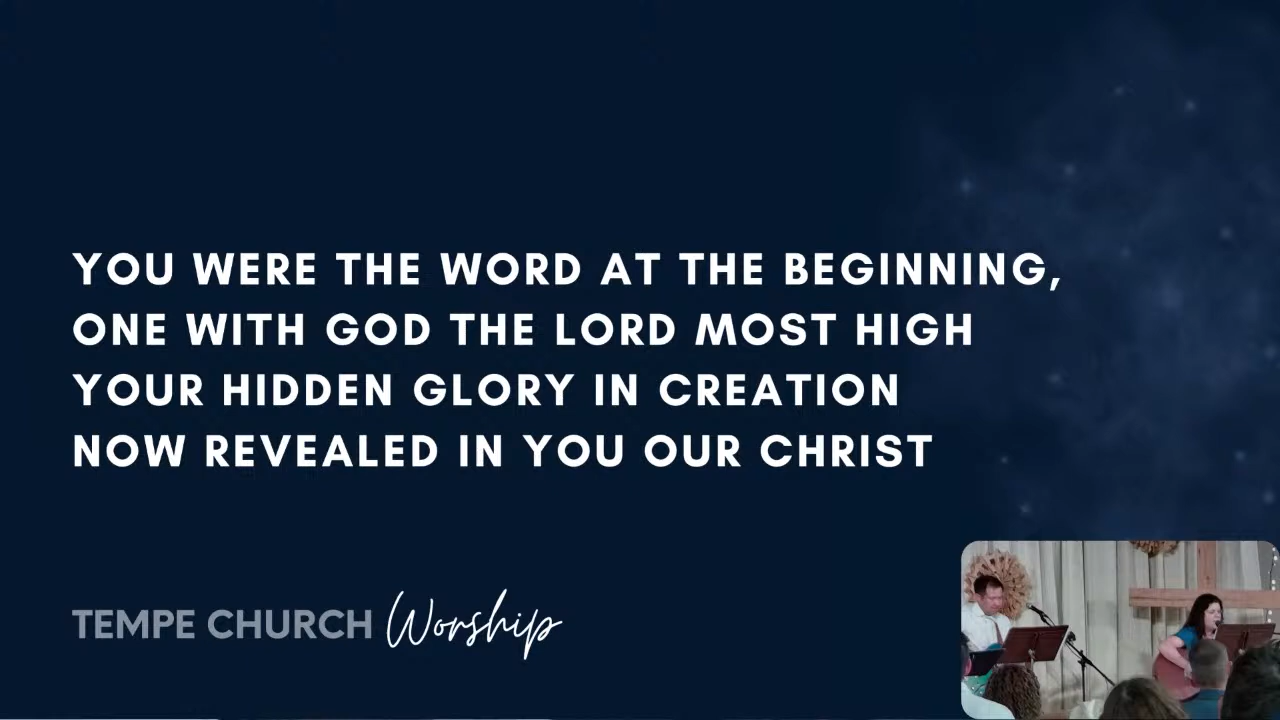 YOU WERE THE WORD AT THE BEGINNING,
ONE WITH GOD THE LORD MOST HIGH
YOUR HIDDEN GLORY IN CREATION
NOW REVEALED IN YOU OUR CHRIST
TEMPE CHURCH Worship